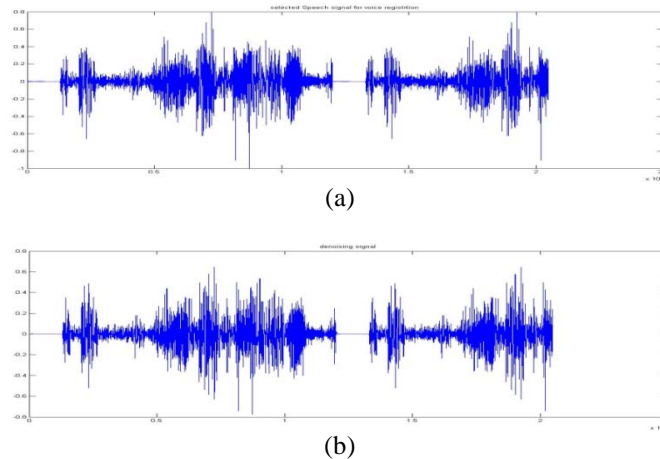 selected Speech signal for voice registrtion
0.8
0.6
0.4
0.2
0
-0.2
-0.4
-0.6
-0.8
-1
0 0.5 1 1.5 2
x 10
(a)
denoising signal
0.8
0.6
0.4
0.2
0
-0.2
-0.4
-0.6
-0.8
0 0.5 1 1.5 2
x 1
(b)